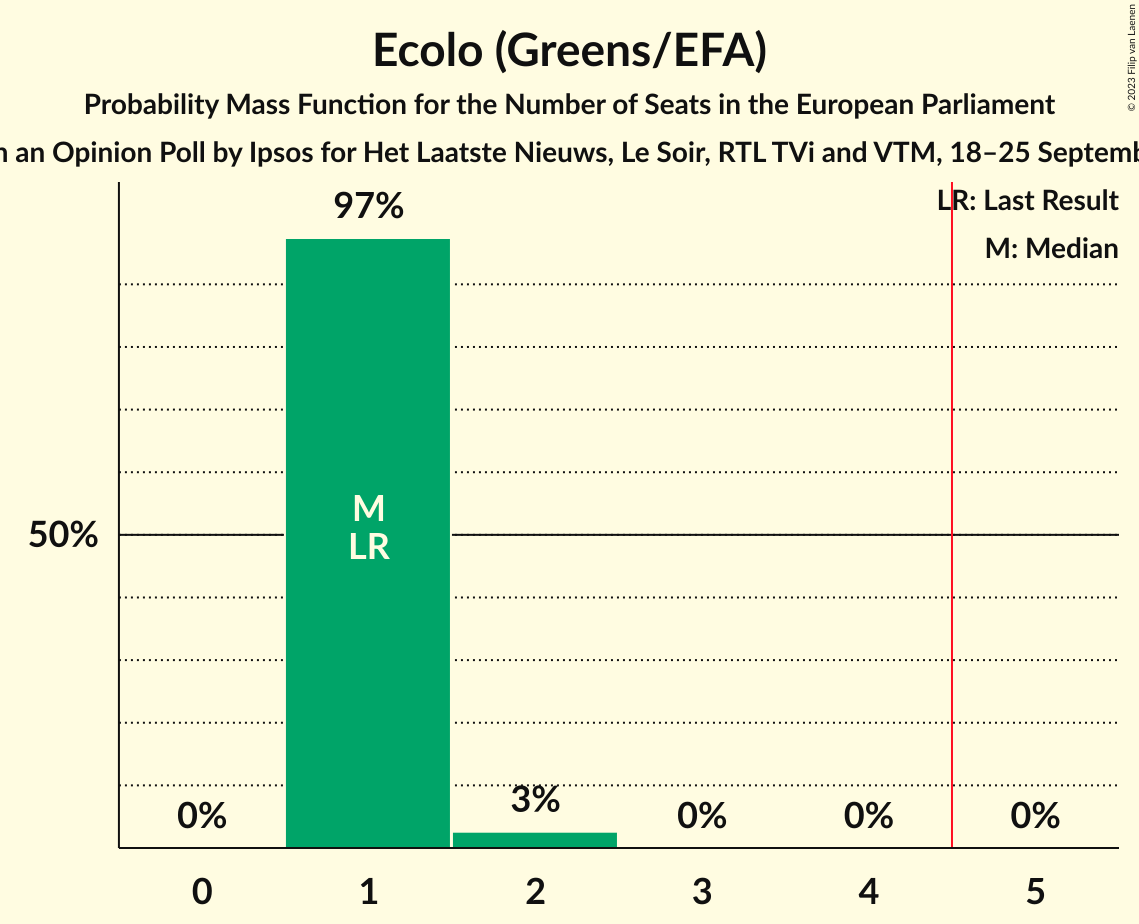 Ecolo (Greens/EFA)
Probability Mass Function for the Number of Seats in the European Parliament
an Opinion Poll by Ipsos for Het Laatste Nieuws, Le Soir, RTL TVi and VTM, 18–25
© 2023 Filip van Laenen
LR: Last Result
M: Median
97%
M
LR
50%
0%
3%
0%
0%
0%
0
1
2
3
4
5